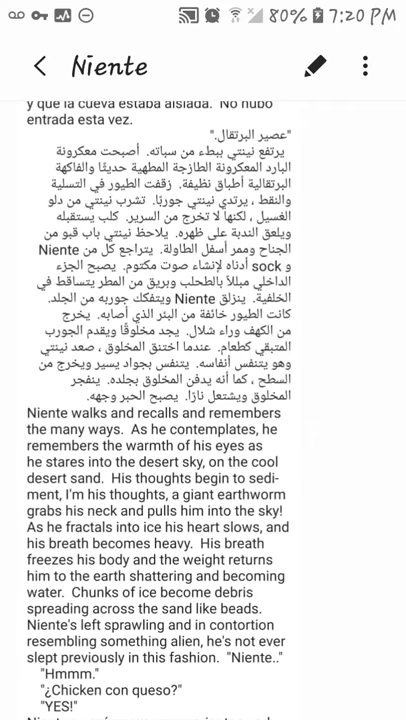 80% 7:20 PM
Niente
y que la cueva estaba aislada.  No hubo
entrada esta vez.
"عصير البرتقال."
يرتفع نينتي ببطء من سباته.  أصبحت معكرونة
البارد المعكرونة الطازجة المطهية حديثًا والفاكهة
البرتقالية أطباق نظيفة.  زقفت الطيور في التسلية
والنقط ، يرتدي نينتي جوربًا.  تشرب نينتي من دلو
الغسيل ، لكنها لا تخرج من السرير.  كلب يستقبله
ويلعق الندبة على ظهره.  يلاحظ نينتي باب قبو من
الجناح وممر أسفل الطاولة.  يتراجع كل من Niente
و sock أدناه لإنشاء صوت مكتوم.  يصبح الجزء
الداخلي مبللاً بالطحلب وبريق من المطر يتساقط في
الخلفية.  ينزلق Niente ويتفكك جوربه من الجلد.
كانت الطيور خائفة من البئر الذي أصابه.  يخرج
من الكهف وراء شلال.  يجد مخلوقًا ويقدم الجورب
المتبقي كطعام.  عندما اختنق المخلوق ، صعد نينتي
وهو يتنفس أنفاسه.  يتنفس بجواد يسير ويخرج من
السطح ، كما أنه يدفن المخلوق بجلده.  ينفجر
المخلوق ويشتعل نارًا.  يصبح الحبر وجهه.
Niente walks and recalls and remembers
the many ways.  As he contemplates, he
remembers the warmth of his eyes as
he stares into the desert sky, on the cool
desert sand.  His thoughts begin to sedi-
ment, I'm his thoughts, a giant earthworm
grabs his neck and pulls him into the sky!
As he fractals into ice his heart slows, and
his breath becomes heavy.  His breath
freezes his body and the weight returns
him to the earth shattering and becoming
water.  Chunks of ice become debris
spreading across the sand like beads.
Niente's left sprawling and in contortion
resembling something alien, he's not ever
slept previously in this fashion.  "Niente.."
"Hmmm."
"¿Chicken con queso?"
"YES!"